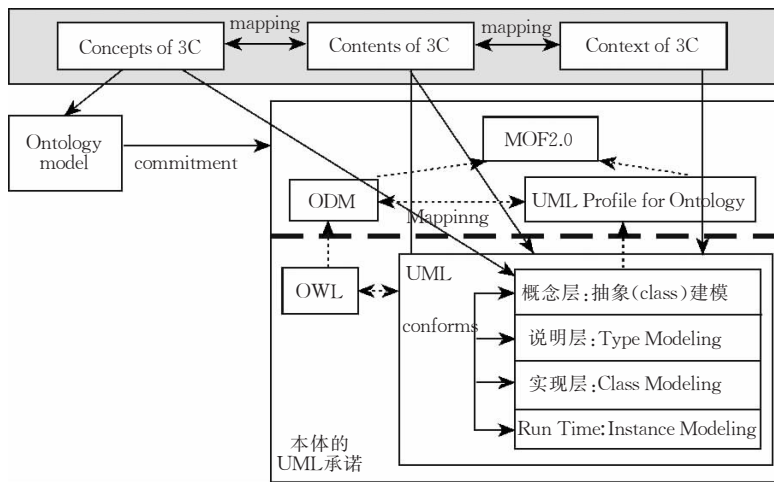 mapping
mapping
Concepts of 3C
Contents of 3C
Context of 3C
Ontology
model
commitment
MOF2.0
ODM
Mappinng
UML Profile for Ontology
OWL
UML
conforms
概念层:抽象(class)建模
说明层:Type Modeling
实现层:Class Modeling
Run Time:Instance Modeling
本体的
UML承诺